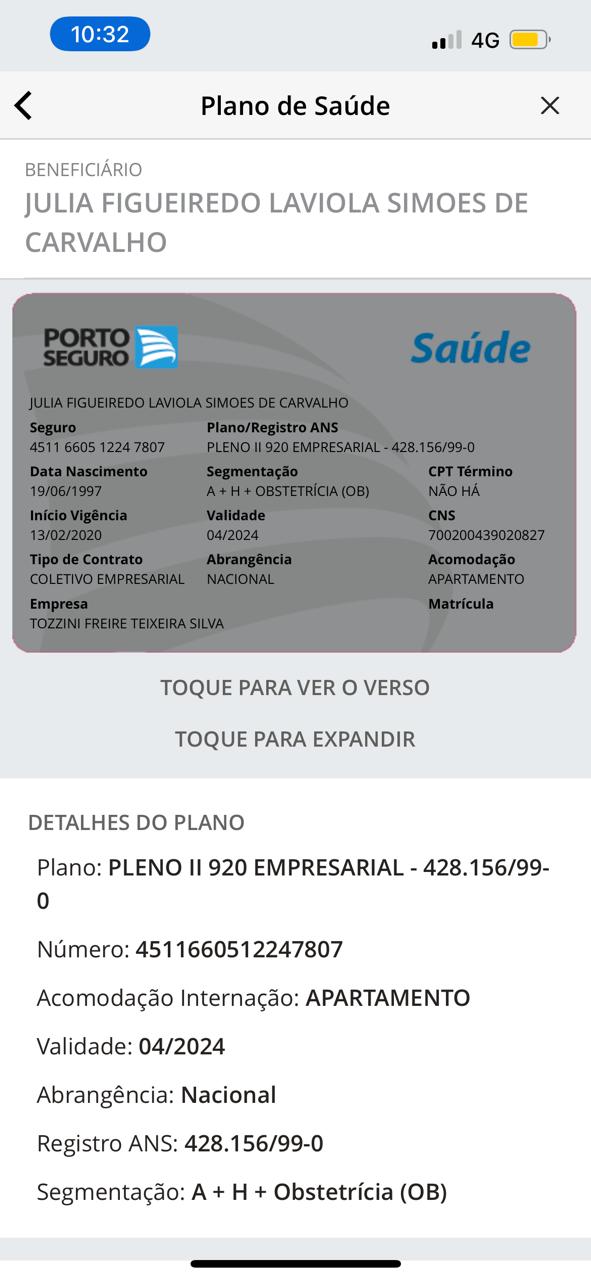 10:32
4G
Plano de Saúde
BENEFICIÁRIO
JULIA FIGUEIREDO LAVIOLA SIMOES DE
CARVALHO
PORTO
SEGURO
Saúde
JULIA FIGUEIREDO LAVIOLA SIMOES DE CARVALHO
Seguro Plano/Registro ANS
4511 6605 1224 7807 PLENO II 920 EMPRESARIAL - 428.156/99-0
Data Nascimento Segmentação CPT Término
19/06/1997 A + H + OBSTETRÍCIA (OB) NÃO HÁ
Início Vigência Validade CNS
13/02/2020 04/2024 700200439020827
Tipo de Contrato Abrangência Acomodação
COLETIVO EMPRESARIAL NACIONAL APARTAMENTO
Empresa Matrícula
TOZZINI FREIRE TEIXEIRA SILVA
TOQUE PARA VER O VERSO
TOQUE PARA EXPANDIR
DETALHES DO PLANO
Plano: PLENO II 920 EMPRESARIAL - 428.156/99-
0
Número: 4511660512247807
Acomodação Internação: APARTAMENTO
Validade: 04/2024
Abrangência: Nacional
Registro ANS: 428.156/99-0
Segmentação: A + H + Obstetrícia (OB)